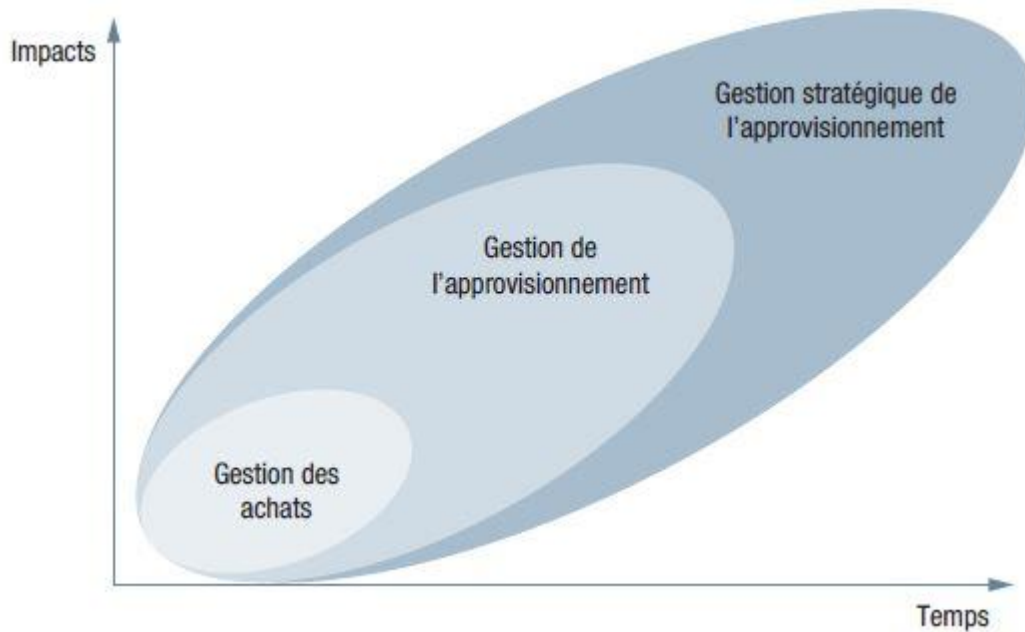 Impacts
Gestion stratégique de
l'approvisionnement
Gestion de
l'approvisionnement
Gestion des
achats
Temps